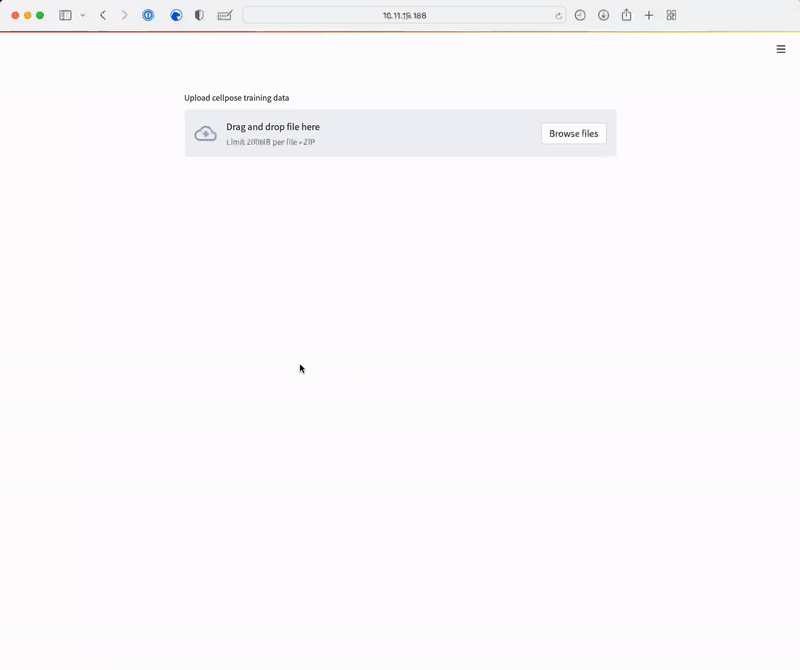 10.11.19.188
Upload cellpose training data
Drag and drop file here
Limit 200MB per file • ZIP
Browse files